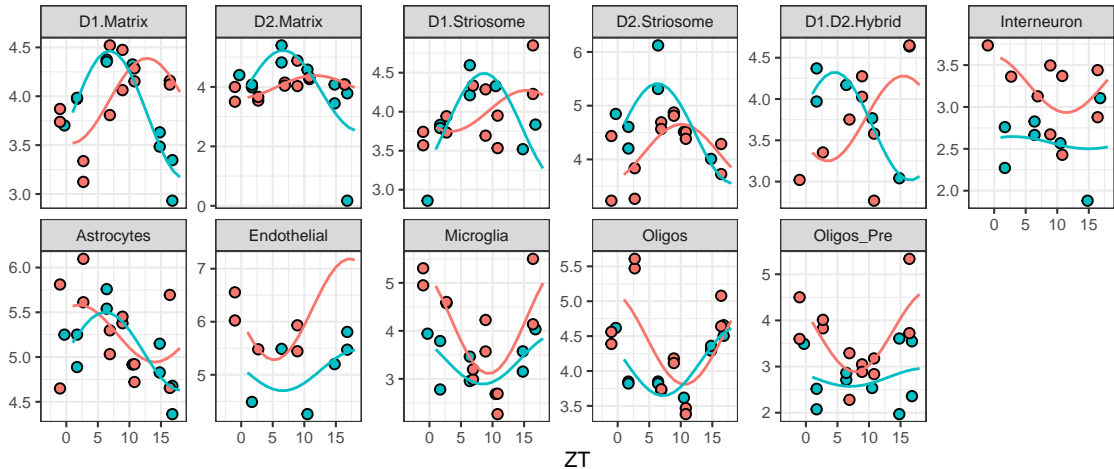 D1.Matrix D2.Matrix D1.Striosome D2.Striosome D1.D2.Hybrid Interneuron
4.5 4.0 3.5 3.0
6 4 2 0
4.5 4.0 3.5 3.0
6 5 4
4.5 4.0 3.5 3.0
3.5 3.0 2.5 2.0
0 5 10 15
Astrocytes Endothelial Microglia Oligos Oligos_Pre
6.0 5.5 5.0 4.5
7 6 5
5 4 3
5.5 5.0 4.5 4.0 3.5
5 4 3 2
0 5 10 15 0 5 10 15 0 5 10 15 0 5 10 15 0 5 10 15
ZT